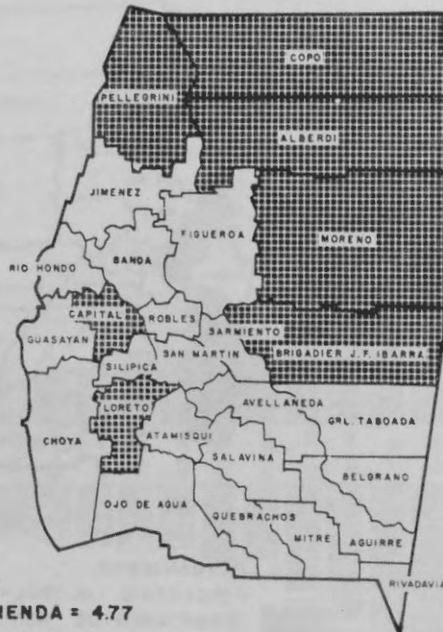 COPO
PELLEGRINI
ALBERDI
JIMENEZ
FIGUEROA
MORENO
RIO HONDO
BANDA
CAPITAL
ROBLES
SARMIENTO
GUASAYAN
SAN MARTIN
BRIGADIER J. F. IBARRA
SILIPICA
AVELLANEDA
LORETO
GRL. TABOADA
CHOYA
ATAMISQUI
SALAVINA
BELGRANO
OJO DE AGUA
QUEBRACHOS
MITRE
AGUIRRE
RIVADAVIA
IENDA = 4.77